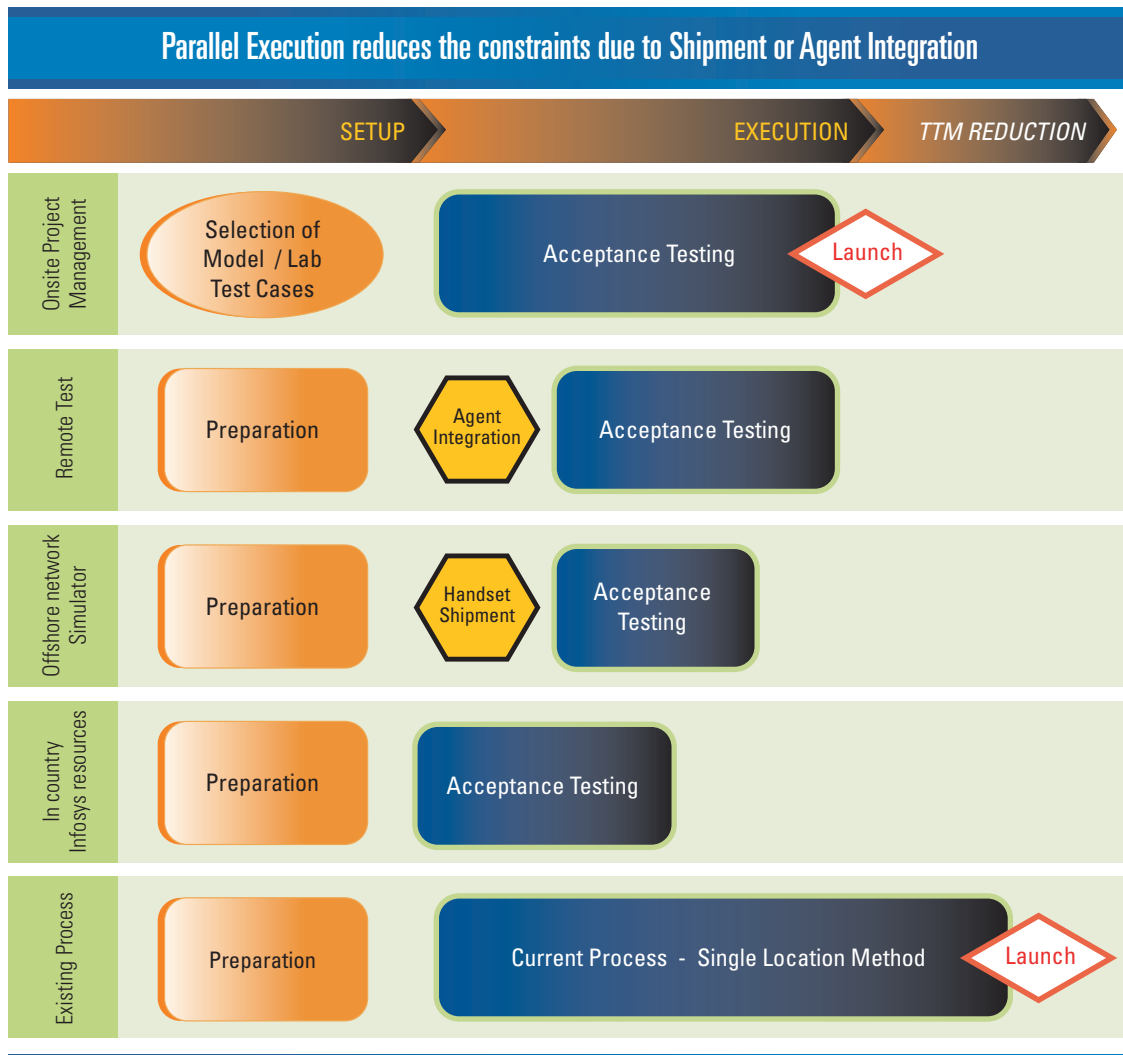 Parallel Execution reduces the constraints due to Shipment or Agent Integration
SETUP
EXECUTION
TTM REDUCTION
Onsite Project
Management
Selection of
Model / Lab
Test Cases
Acceptance Testing
Launch
Remote Test
Preparation
Agent
Integration
Acceptance Testing
Offshore network
Simulator
Preparation
Handset
Shipment
Acceptance
Testing
In country
Infosys resources
Preparation
Acceptance Testing
Existing Process
Preparation
Current Process - Single Location Method
Launch